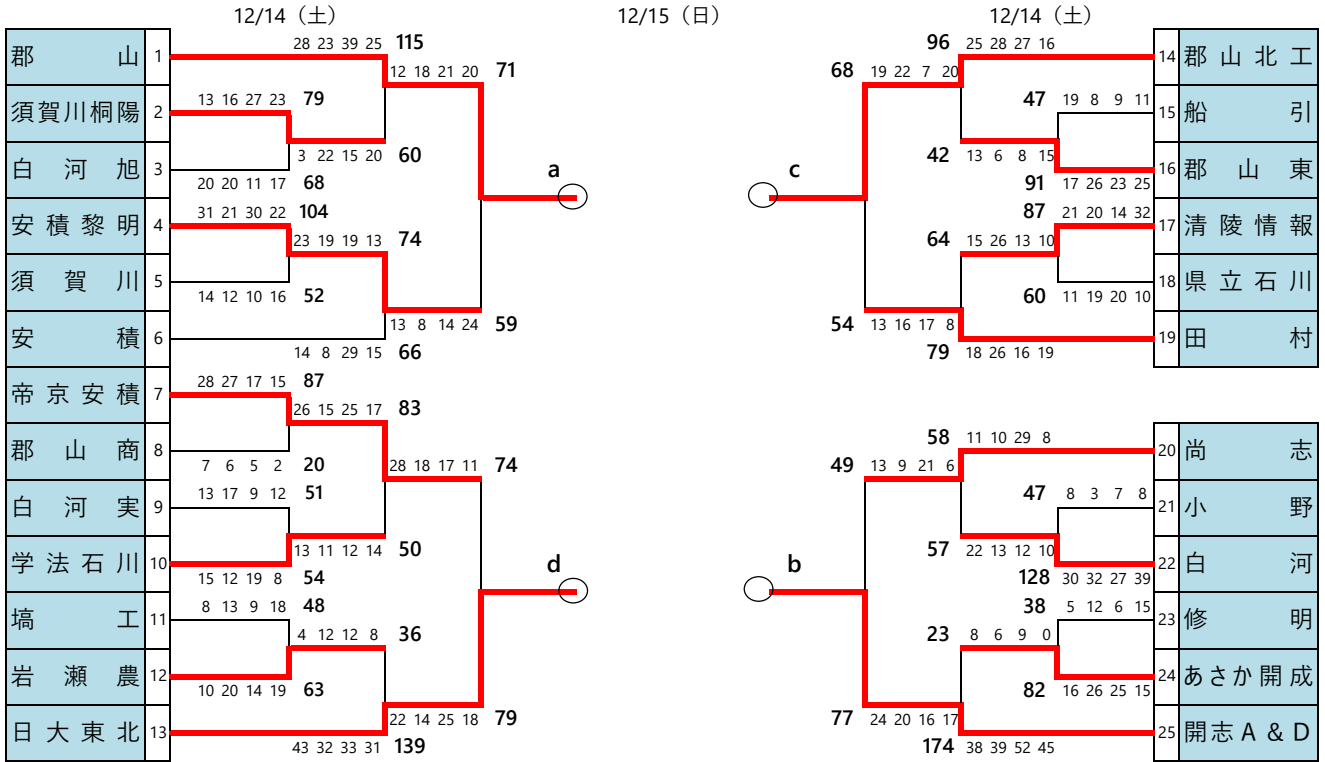 12/14（土） 12/15（日） 12/14（土）
28 23 39 25 115 96 25 28 27 16
郡山 1 14 郡山北工
12 18 21 20 71 68 19 22 7 20
13 16 27 23 79 47 19 8 9 11
須賀川桐陽 2 15 船引
3 22 15 20 60 42 13 6 8 15
白河旭 3 a c 16 郡山東
20 20 11 17 68 91 17 26 23 25
31 21 30 22 104 87 21 20 14 32
安積黎明 4 17 清陵情報
23 19 19 13 74 64 15 26 13 10
須賀川 5 18 県立石川
14 12 10 16 52 60 11 19 20 10
13 8 14 24 59 54 13 16 17 8
安積 6 19 田村
14 8 29 15 66 79 18 26 16 19
28 27 17 15 87
帝京安積 7
26 15 25 17 83
58 11 10 29 8
郡山商 8 20 尚志
7 6 5 2 20 28 18 17 11 74 49 13 9 21 6
13 17 9 12 51 47 8 3 7 8
白河実 9 21 小野
13 11 12 14 50 57 22 13 12 10
学法石川 10 d b 22 白河
15 12 19 8 54 128 30 32 27 39
8 13 9 18 48 38 5 12 6 15
塙工 11 23 修明
4 12 12 8 36 23 8 6 9 0
岩瀬農 12 24 あさか開成
10 20 14 19 63 82 16 26 25 15
22 14 25 18 79 77 24 20 16 17
日大東北 13 25 開志A＆D
43 32 33 31 139 174 38 39 52 45